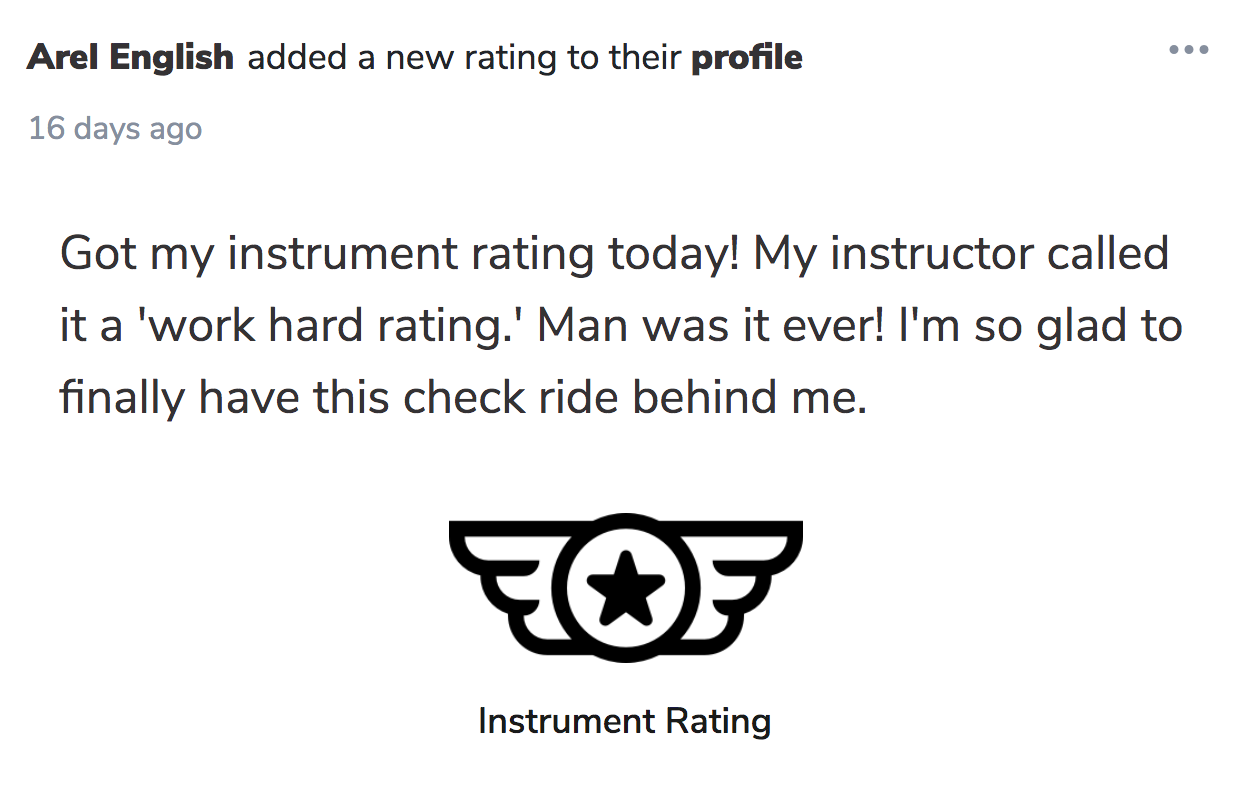 Arel English added a new rating to their profile
16 days ago
Got my instrument rating today! My instructor called
it a 'work hard rating.' Man was it ever! I'm so glad to
finally have this check ride behind me.
Instrument Rating